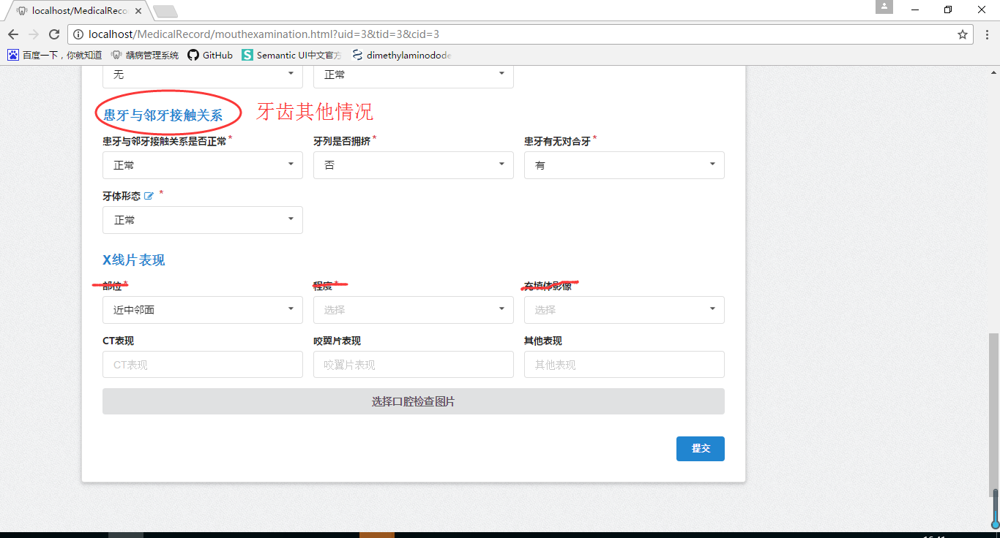 localhost/MedicalReco
localhost/MedicalRecord/mouthexamination.html?uid=3&tid=3&cid=3
百度一下，你就知道 龋病管理系统 GitHub Semantic UI中文官方 dimethylaminodode
无 正常
患牙与邻牙接触关系 牙齿其他情况
患牙与邻牙接触关系是否正常* 牙列是否拥挤* 患牙有无对合牙*
正常 否 有
牙体形态 *
正常
X线片表现
部位* 程度* 充填体影像
近中邻面 选择 选择
CT表现 咬翼片表现 其他表现
CT表现 咬翼片表现 其他表现
选择口腔检查图片
提交